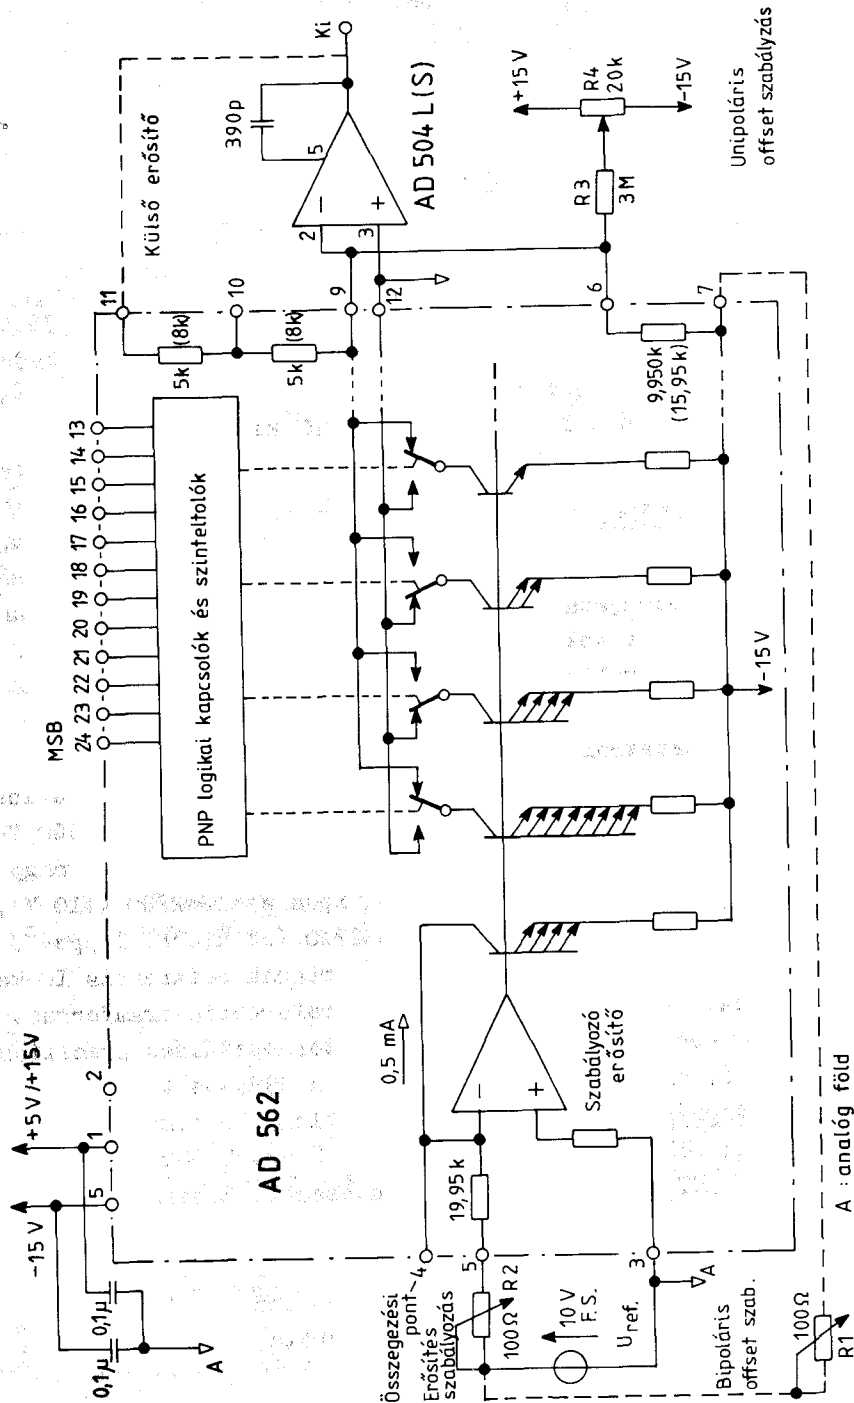 -15 V
+5V/+15V
0,1µ
0,1µ
A
5
1
2
AD 562
MSB
24
23
22
21
20
19
18
17
16
15
14
13
PNP logikai kapcsolók és szinteltolók
11
10
9
12
5k (8k)
5k (8k)
Külső erősítő
390p
Ki
2
3
5
−
+
AD 504 L(S)
+15 V
R4
20k
-15V
R3
3M
Unipoláris
offset szabályzás
6
7
9,950k
(15,95k)
-15 V
0,5 mA
Szabályozó
erősítő
−
+
19,95 k
Összegezési
pont
4
5
3
Erősítés
szabályozás
100Ω
R2
10 V
F.S.
Uref.
A
Bipoláris
offset szab.
100Ω
R1
A : analóg föld